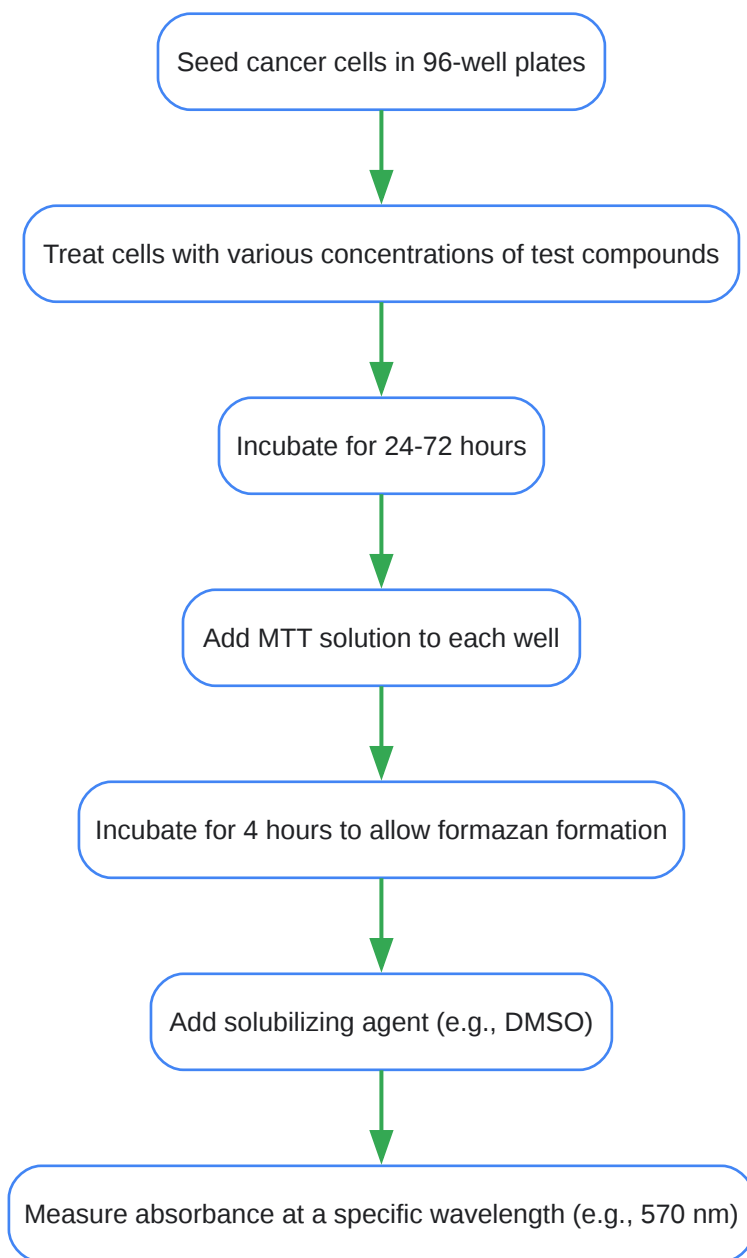 Seed cancer cells in 96-well plates
Treat cells with various concentrations of test compounds
Incubate for 24-72 hours
Add MTT solution to each well
Incubate for 4 hours to allow formazan formation
Add solubilizing agent (e.g., DMSO)
Measure absorbance at a specific wavelength (e.g., 570 nm)